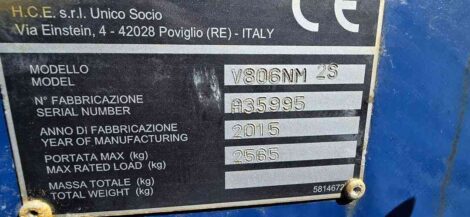 H.C.E. s.r.l. Unico Socio
Via Einstein, 4 - 42028 Poviglio (RE) - ITALY
CE
MODELLO
MODEL
V806NM 2S
N° FABBRICAZIONE
SERIAL NUMBER
A35995
ANNO DI FABBRICAZIONE
YEAR OF MANUFACTURING
2015
PORTATA MAX (kg)
MAX RATED LOAD (kg)
2565
MASSA TOTALE (kg)
TOTAL WEIGHT (kg)
5814672